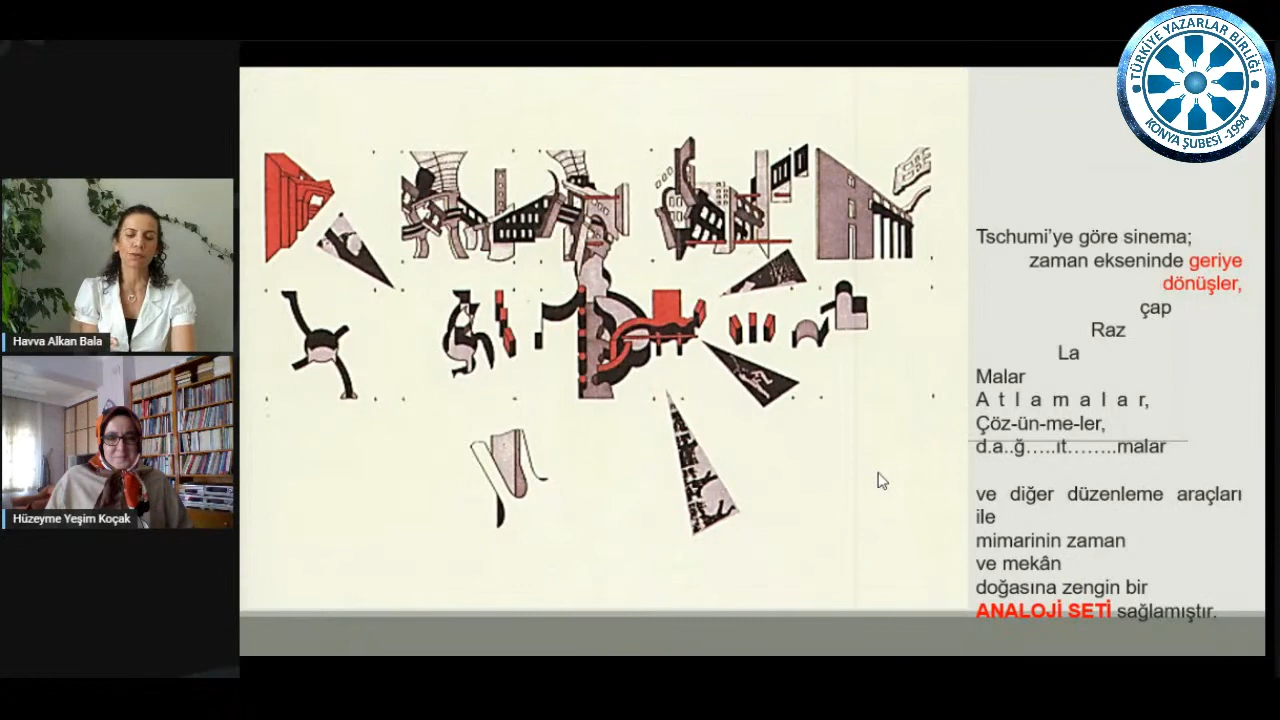 TÜRKİYE YAZARLAR BİRLİĞİ
KONYA ŞUBESİ -1994
Havva Alkan Bala
Hüzeyme Yeşim Koçak
Tschumi'ye göre sinema;
zaman ekseninde geriye
dönüşler,
çap
Raz
La
Malar
A t l a m a l a r,
Çöz-ün-me-ler,
d.a..ğ…..ıt……..malar
ve diğer düzenleme araçları
ile
mimarinin zaman
ve mekân
doğasına zengin bir
ANALOJİ SETİ sağlamıştır.